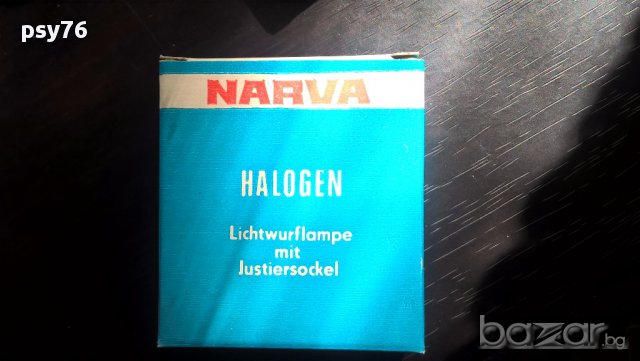 psy76
NARVA
HALOGEN
Lichtwurflampe
mit
Justiersockel
bazar.bg